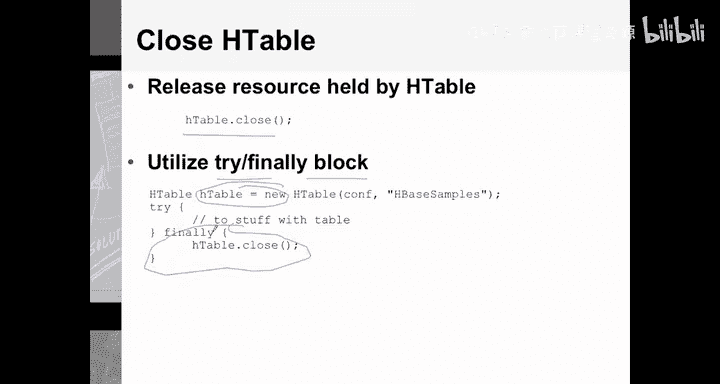 Close HTable
bilibili
• Release resource held by HTable
hTable.close();
• Utilize try/finally block
HTable hTable = new HTable(conf, "HBaseSamples");
try {
// to stuff with table
} finally {
hTable.close();
}